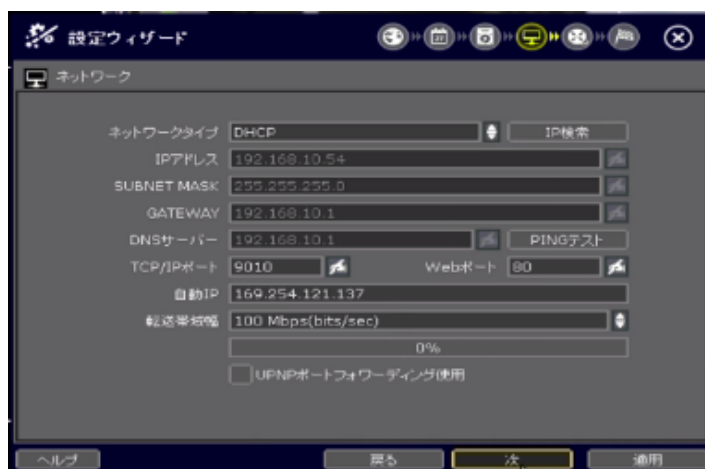 設定ウィザード
ネットワーク
ネットワークタイプ DHCP IP検索
IPアドレス 192.168.10.54
SUBNET MASK 255.255.255.0
GATEWAY 192.168.10.1
DNSサーバー 192.168.10.1 PINGテスト
TCP/IPポート 9010 Webポート 80
自動IP 169.254.121.137
転送帯域幅 100 Mbps(bits/sec)
0%
UPNPポートフォワーディング使用
ヘルプ 戻る 次 適用